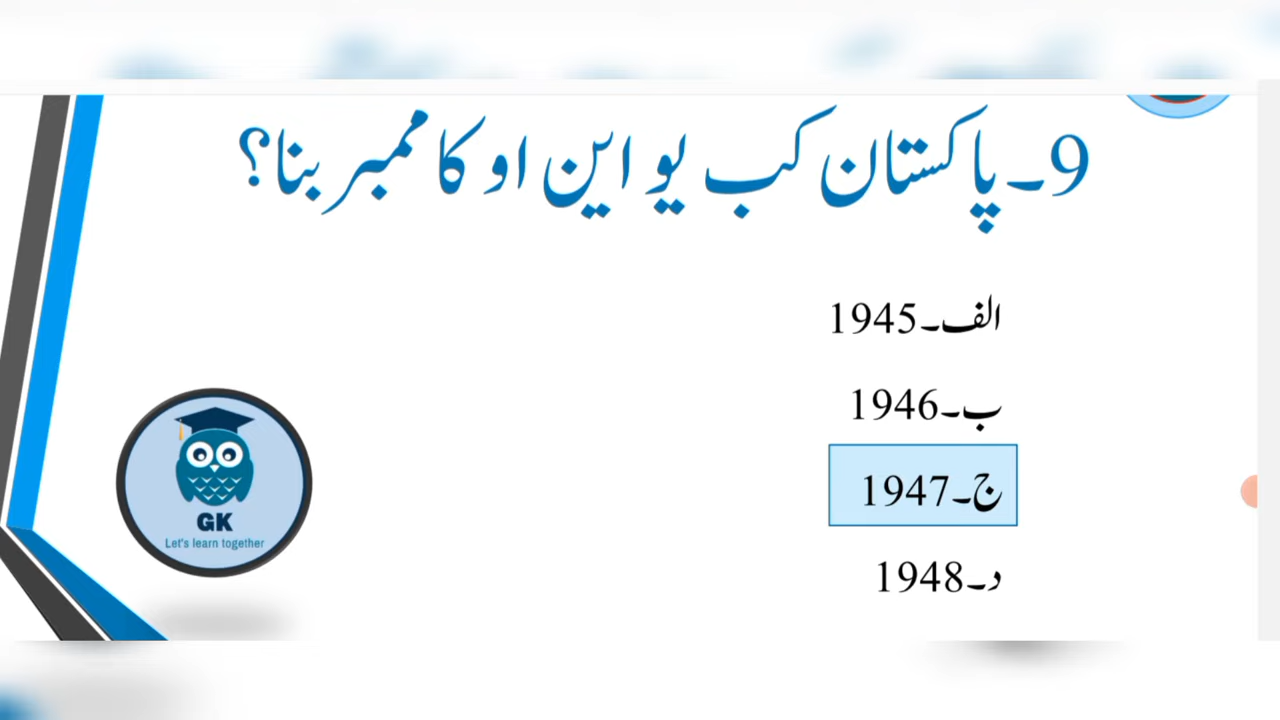 9۔پاکستان کب یو این او کا ممبر بنا؟
الف۔1945
ب۔1946
ج۔1947
د۔1948
GK
Let's learn together